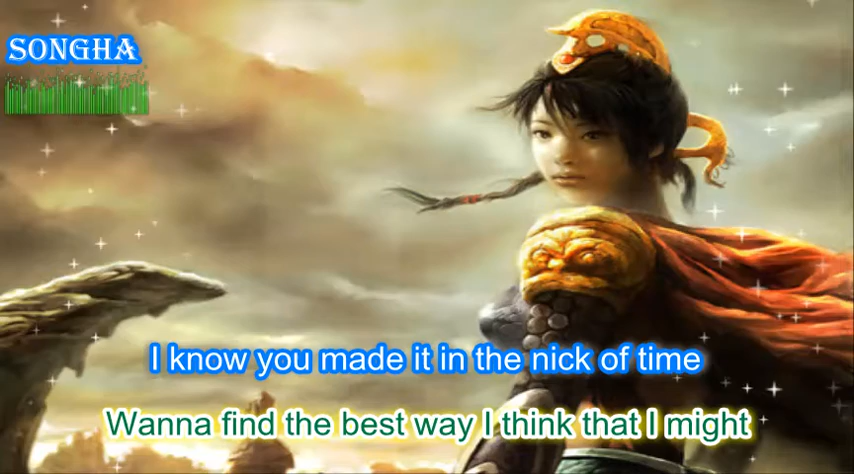 SONGHA
I know you made it in the nick of time
Wanna find the best way I think that I might